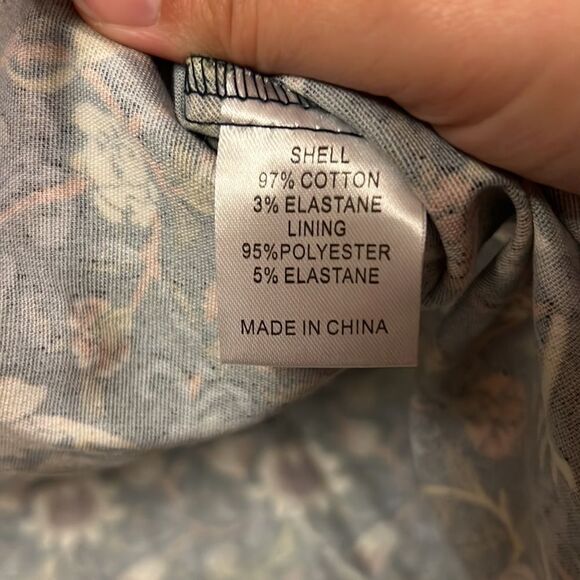 SHELL
97% COTTON
3% ELASTANE
LINING
95%POLYESTER
5% ELASTANE
MADE IN CHINA